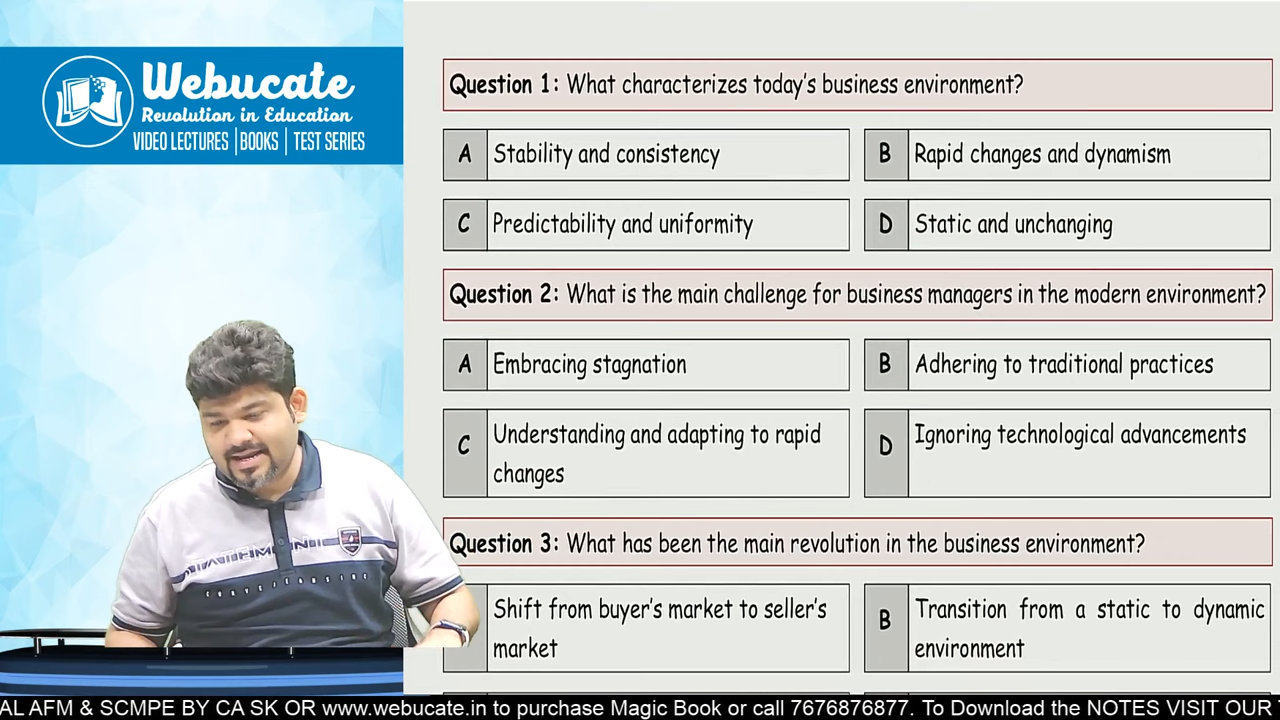 Webucate
Revolution in Education
VIDEO LECTURES | BOOKS | TEST SERIES
Question 1: What characterizes today's business environment?
A Stability and consistency
B Rapid changes and dynamism
C Predictability and uniformity
D Static and unchanging
Question 2: What is the main challenge for business managers in the modern environment?
A Embracing stagnation
B Adhering to traditional practices
C Understanding and adapting to rapid
changes
D Ignoring technological advancements
Question 3: What has been the main revolution in the business environment?
Shift from buyer's market to seller's
market
B Transition from a static to dynamic
environment
AL AFM & SCMPE BY CA SK OR www.webucate.in to purchase Magic Book or call 7676876877. To Download the NOTES VISIT OUR